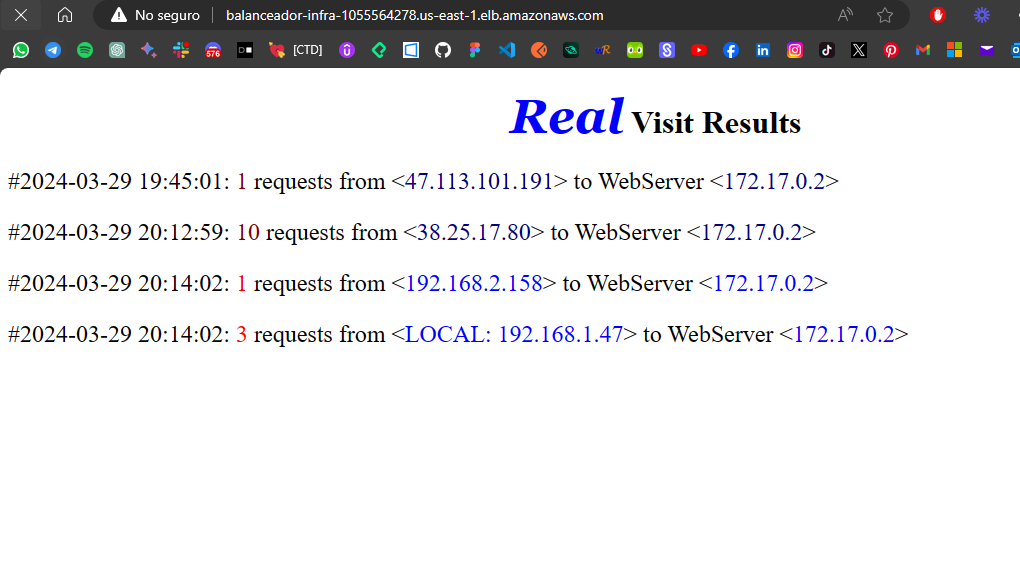 No seguro balanceador-infra-1055564278.us-east-1.elb.amazonaws.com
576 [CTD]
Real Visit Results
#2024-03-29 19:45:01: 1 requests from <47.113.101.191> to WebServer <172.17.0.2>
#2024-03-29 20:12:59: 10 requests from <38.25.17.80> to WebServer <172.17.0.2>
#2024-03-29 20:14:02: 1 requests from <192.168.2.158> to WebServer <172.17.0.2>
#2024-03-29 20:14:02: 3 requests from <LOCAL: 192.168.1.47> to WebServer <172.17.0.2>